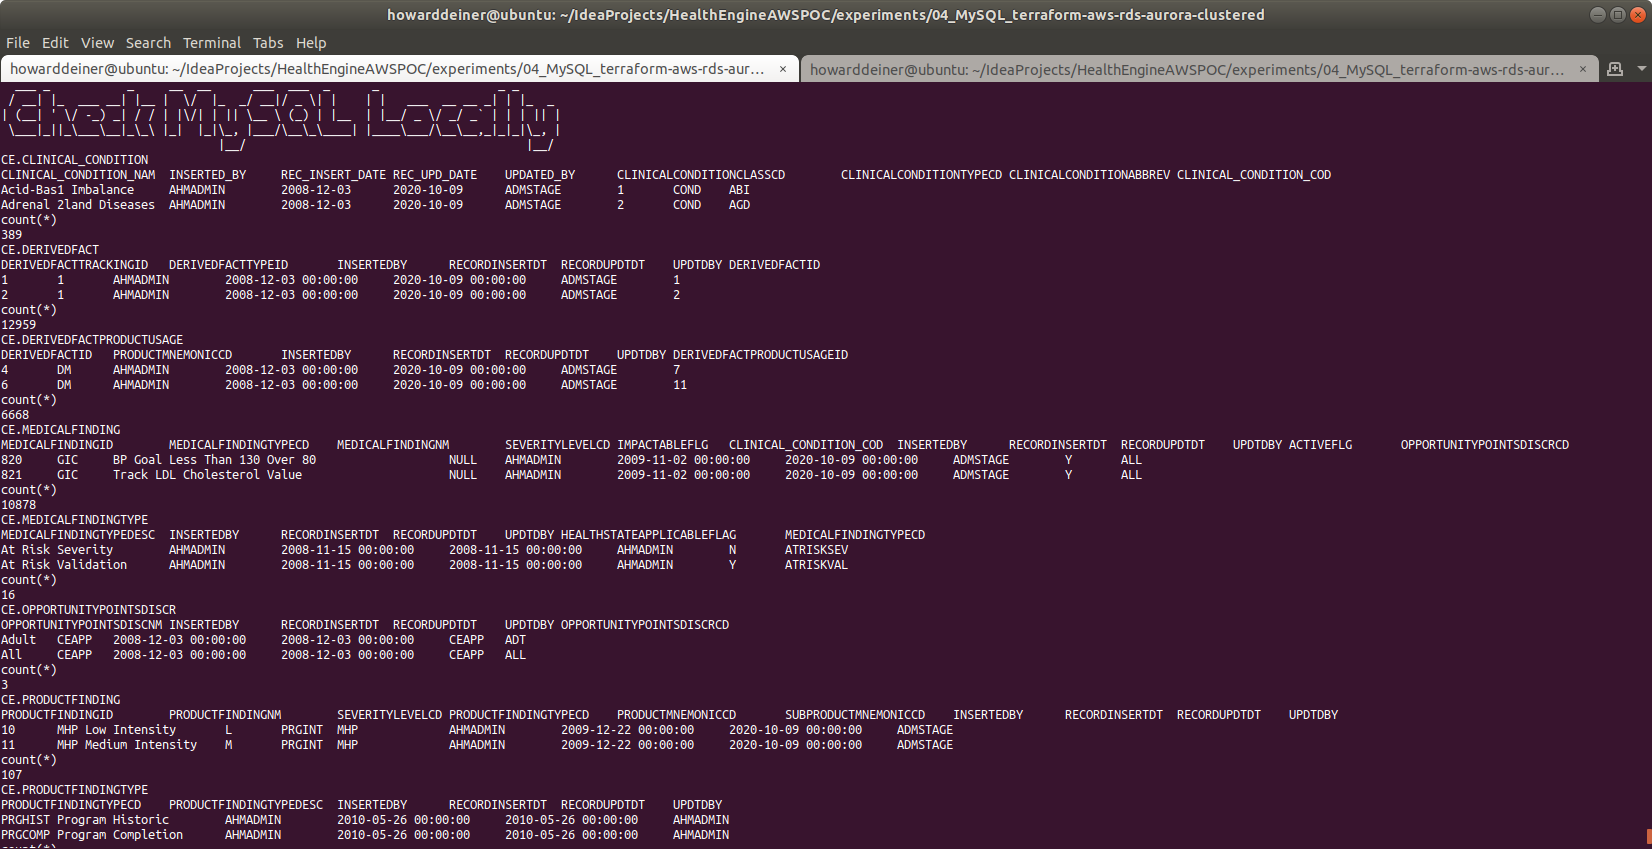 howarddeiner@ubuntu: ~/IdeaProjects/HealthEngineAWSPOC/experiments/04_MySQL_terraform-aws-rds-aurora-clustered
File Edit View Search Terminal Tabs Help
howarddeiner@ubuntu: ~/IdeaProjects/HealthEngineAWSPOC/experiments/04_MySQL_terraform-aws-rds-aur... × howarddeiner@ubuntu: ~/IdeaProjects/HealthEngineAWSPOC/experiments/04_MySQL_terraform-aws-rds-aur... ×
Check MySQL Locally
CE.CLINICAL_CONDITION
CLINICAL_CONDITION_NAM INSERTED_BY REC_INSERT_DATE REC_UPD_DATE UPDATED_BY CLINICALCONDITIONCLASSCD CLINICALCONDITIONTYPECD CLINICALCONDITIONABBREV CLINICAL_CONDITION_COD
Acid-Bas1 Imbalance AHMADMIN 2008-12-03 2020-10-09 ADMSTAGE 1 COND ABI
Adrenal 2land Diseases AHMADMIN 2008-12-03 2020-10-09 ADMSTAGE 2 COND AGD
count(*)
389
CE.DERIVEDFACT
DERIVEDFACTTRACKINGID DERIVEDFACTTYPEID INSERTEDBY RECORDINSERTDT RECORDUPDTDT UPDTDBY DERIVEDFACTID
1 1 AHMADMIN 2008-12-03 00:00:00 2020-10-09 00:00:00 ADMSTAGE 1
2 1 AHMADMIN 2008-12-03 00:00:00 2020-10-09 00:00:00 ADMSTAGE 2
count(*)
12959
CE.DERIVEDFACTPRODUCTUSAGE
DERIVEDFACTID PRODUCTMNEMONICCD INSERTEDBY RECORDINSERTDT RECORDUPDTDT UPDTDBY DERIVEDFACTPRODUCTUSAGEID
4 DM AHMADMIN 2008-12-03 00:00:00 2020-10-09 00:00:00 ADMSTAGE 7
6 DM AHMADMIN 2008-12-03 00:00:00 2020-10-09 00:00:00 ADMSTAGE 11
count(*)
6668
CE.MEDICALFINDING
MEDICALFINDINGID MEDICALFINDINGTYPECD MEDICALFINDINGNM SEVERITYLEVELCD IMPACTABLEFLG CLINICAL_CONDITION_COD INSERTEDBY RECORDINSERTDT RECORDUPDTDT UPDTDBY ACTIVEFLG OPPORTUNITYPOINTSDISCRCD
820 GIC BP Goal Less Than 130 Over 80 NULL AHMADMIN 2009-11-02 00:00:00 2020-10-09 00:00:00 ADMSTAGE Y ALL
821 GIC Track LDL Cholesterol Value NULL AHMADMIN 2009-11-02 00:00:00 2020-10-09 00:00:00 ADMSTAGE Y ALL
count(*)
10878
CE.MEDICALFINDINGTYPE
MEDICALFINDINGTYPEDESC INSERTEDBY RECORDINSERTDT RECORDUPDTDT UPDTDBY HEALTHSTATEAPPLICABLEFLAG MEDICALFINDINGTYPECD
At Risk Severity AHMADMIN 2008-11-15 00:00:00 2008-11-15 00:00:00 AHMADMIN N ATRISKSEV
At Risk Validation AHMADMIN 2008-11-15 00:00:00 2008-11-15 00:00:00 AHMADMIN Y ATRISKVAL
count(*)
16
CE.OPPORTUNITYPOINTSDISCR
OPPORTUNITYPOINTSDISCNM INSERTEDBY RECORDINSERTDT RECORDUPDTDT UPDTDBY OPPORTUNITYPOINTSDISCRCD
Adult CEAPP 2008-12-03 00:00:00 2008-12-03 00:00:00 CEAPP ADT
All CEAPP 2008-12-03 00:00:00 2008-12-03 00:00:00 CEAPP ALL
count(*)
3
CE.PRODUCTFINDING
PRODUCTFINDINGID PRODUCTFINDINGNM SEVERITYLEVELCD PRODUCTFINDINGTYPECD PRODUCTMNEMONICCD SUBPRODUCTMNEMONICCD INSERTEDBY RECORDINSERTDT RECORDUPDTDT UPDTDBY
10 MHP Low Intensity L PRGINT MHP AHMADMIN 2009-12-22 00:00:00 2020-10-09 00:00:00 ADMSTAGE
11 MHP Medium Intensity M PRGINT MHP AHMADMIN 2009-12-22 00:00:00 2020-10-09 00:00:00 ADMSTAGE
count(*)
107
CE.PRODUCTFINDINGTYPE
PRODUCTFINDINGTYPECD PRODUCTFINDINGTYPEDESC INSERTEDBY RECORDINSERTDT RECORDUPDTDT UPDTDBY
PRGHIST Program Historic AHMADMIN 2010-05-26 00:00:00 2010-05-26 00:00:00 AHMADMIN
PRGCOMP Program Completion AHMADMIN 2010-05-26 00:00:00 2010-05-26 00:00:00 AHMADMIN
count(*)